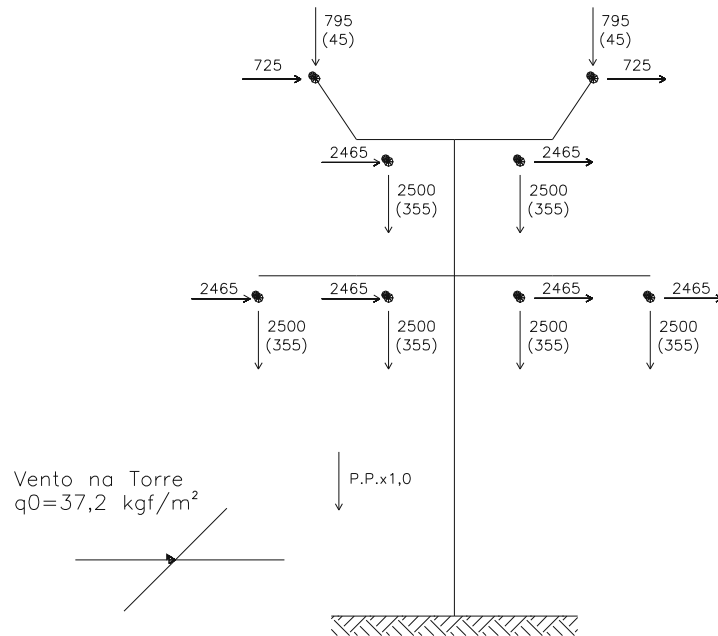 795 795
(45) (45)
725 725
2465 2465
2500 2500
(355) (355)
2465 2465 2465 2465
2500 2500 2500 2500
(355) (355) (355) (355)
Vento na Torre
P.P.x1,0
q0=37,2 kgf/m²